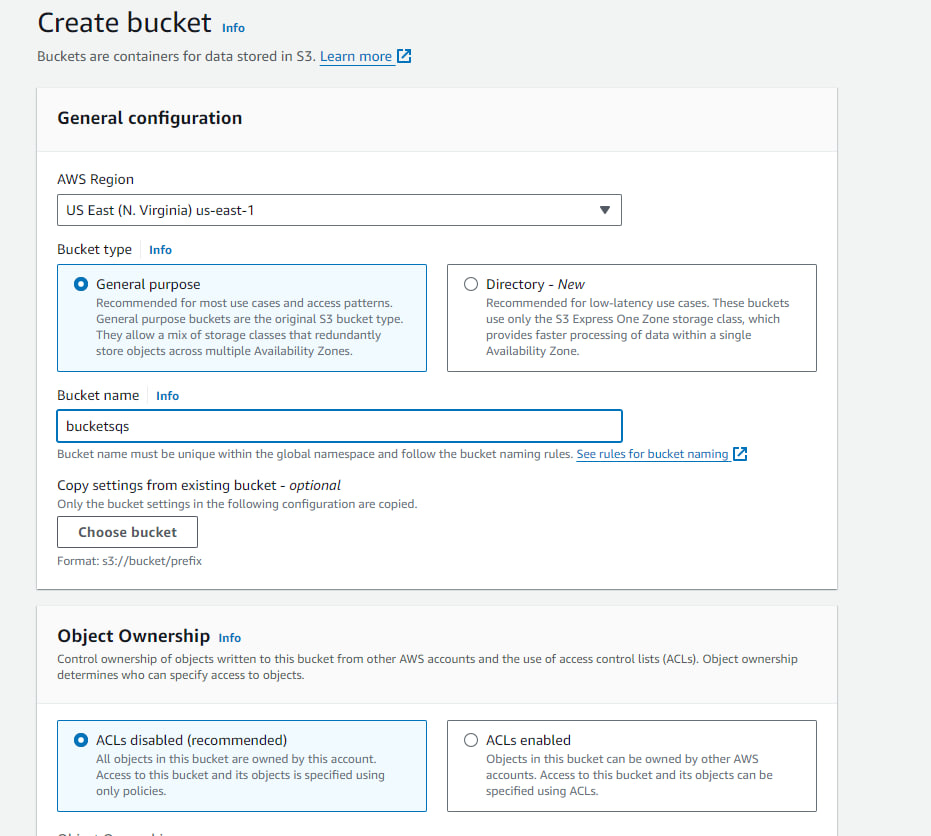 Create bucket Info
Buckets are containers for data stored in S3. Learn more
General configuration
AWS Region
US East (N. Virginia) us-east-1
Bucket type Info
General purpose
Recommended for most use cases and access patterns.
General purpose buckets are the original S3 bucket type.
They allow a mix of storage classes that redundantly
store objects across multiple Availability Zones.
Directory - New
Recommended for low-latency use cases. These buckets
use only the S3 Express One Zone storage class, which
provides faster processing of data within a single
Availability Zone.
Bucket name Info
bucketsqs
Bucket name must be unique within the global namespace and follow the bucket naming rules. See rules for bucket naming
Copy settings from existing bucket - optional
Only the bucket settings in the following configuration are copied.
Choose bucket
Format: s3://bucket/prefix
Object Ownership Info
Control ownership of objects written to this bucket from other AWS accounts and the use of access control lists (ACLs). Object ownership
determines who can specify access to objects.
ACLs disabled (recommended)
All objects in this bucket are owned by this account.
Access to this bucket and its objects is specified using
only policies.
ACLs enabled
Objects in this bucket can be owned by other AWS
accounts. Access to this bucket and its objects can be
specified using ACLs.